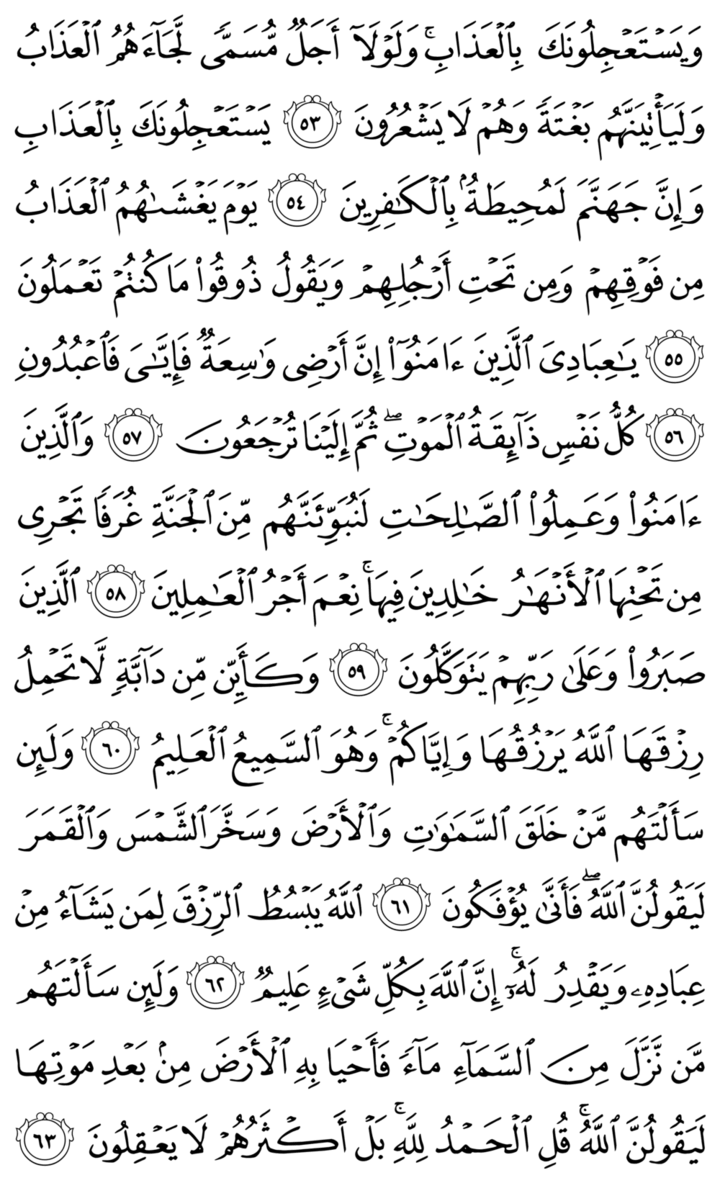 وَيَسْتَعْجِلُونَكَ بِٱلْعَذَابِ ۚ وَلَوْلَآ أَجَلٌ مُّسَمًّى لَّجَآءَهُمُ ٱلْعَذَابُ
وَلَيَأْتِيَنَّهُم بَغْتَةً وَهُمْ لَا يَشْعُرُونَ ٥٣ يَسْتَعْجِلُونَكَ بِٱلْعَذَابِ
وَإِنَّ جَهَنَّمَ لَمُحِيطَةٌۢ بِٱلْكَـٰفِرِينَ ٥٤ يَوْمَ يَغْشَىٰهُمُ ٱلْعَذَابُ
مِن فَوْقِهِمْ وَمِن تَحْتِ أَرْجُلِهِمْ وَيَقُولُ ذُوقُوا۟ مَا كُنتُمْ تَعْمَلُونَ
٥٥ يَـٰعِبَادِىَ ٱلَّذِينَ ءَامَنُوٓا۟ إِنَّ أَرْضِى وَٰسِعَةٌ فَإِيَّـٰىَ فَٱعْبُدُونِ
٥٦ كُلُّ نَفْسٍ ذَآئِقَةُ ٱلْمَوْتِ ۖ ثُمَّ إِلَيْنَا تُرْجَعُونَ ٥٧ وَٱلَّذِينَ
ءَامَنُوا۟ وَعَمِلُوا۟ ٱلصَّـٰلِحَـٰتِ لَنُبَوِّئَنَّهُم مِّنَ ٱلْجَنَّةِ غُرَفًا تَجْرِى
مِن تَحْتِهَا ٱلْأَنْهَـٰرُ خَـٰلِدِينَ فِيهَا ۚ نِعْمَ أَجْرُ ٱلْعَـٰمِلِينَ ٥٨ ٱلَّذِينَ
صَبَرُوا۟ وَعَلَىٰ رَبِّهِمْ يَتَوَكَّلُونَ ٥٩ وَكَأَيِّن مِّن دَآبَّةٍ لَّا تَحْمِلُ
رِزْقَهَا ٱللَّهُ يَرْزُقُهَا وَإِيَّاكُمْ ۚ وَهُوَ ٱلسَّمِيعُ ٱلْعَلِيمُ ٦٠ وَلَئِن
سَأَلْتَهُم مَّنْ خَلَقَ ٱلسَّمَـٰوَٰتِ وَٱلْأَرْضَ وَسَخَّرَ ٱلشَّمْسَ وَٱلْقَمَرَ
لَيَقُولُنَّ ٱللَّهُ ۖ فَأَنَّىٰ يُؤْفَكُونَ ٦١ ٱللَّهُ يَبْسُطُ ٱلرِّزْقَ لِمَن يَشَآءُ مِنْ
عِبَادِهِۦ وَيَقْدِرُ لَهُۥٓ ۚ إِنَّ ٱللَّهَ بِكُلِّ شَىْءٍ عَلِيمٌ ٦٢ وَلَئِن سَأَلْتَهُم
مَّن نَّزَّلَ مِنَ ٱلسَّمَآءِ مَآءً فَأَحْيَا بِهِ ٱلْأَرْضَ مِنۢ بَعْدِ مَوْتِهَا
لَيَقُولُنَّ ٱللَّهُ ۚ قُلِ ٱلْحَمْدُ لِلَّهِ ۚ بَلْ أَكْثَرُهُمْ لَا يَعْقِلُونَ ٦٣